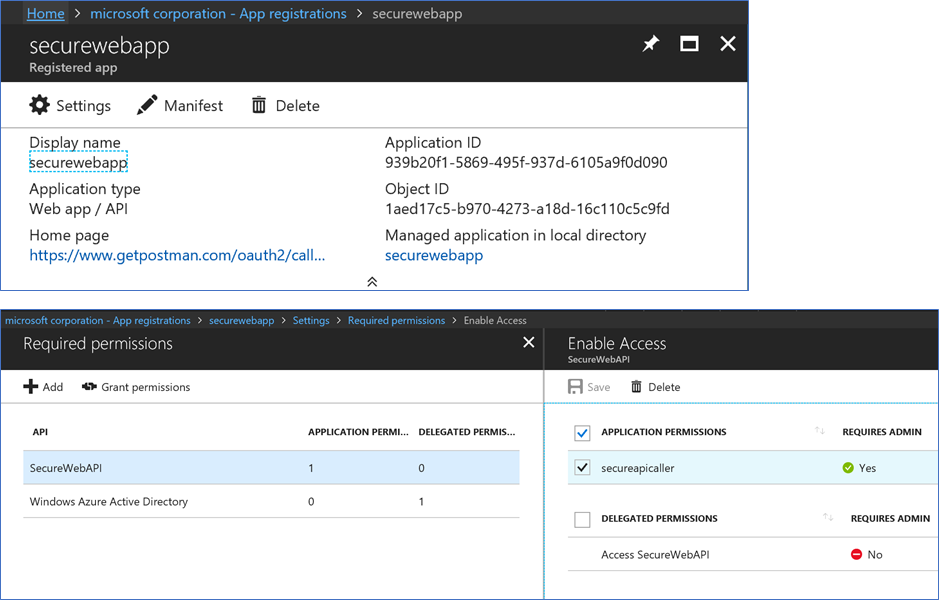 Home > microsoft corporation - App registrations > securewebapp
securewebapp
Registered app
Settings Manifest Delete
Display name
securewebapp
Application type
Web app / API
Home page
https://www.getpostman.com/oauth2/call...
Application ID
939b20f1-5869-495f-937d-6105a9f0d090
Object ID
1aed17c5-b970-4273-a18d-16c110c5c9fd
Managed application in local directory
securewebapp
microsoft corporation - App registrations > securewebapp > Settings > Required permissions > Enable Access
Required permissions
Add Grant permissions
API APPLICATION PERMI... DELEGATED PERMIS...
SecureWebAPI 1 0
Windows Azure Active Directory 0 1
Enable Access
SecureWebAPI
Save Delete
APPLICATION PERMISSIONS REQUIRES ADMIN
secureapicaller Yes
DELEGATED PERMISSIONS REQUIRES ADMIN
Access SecureWebAPI No